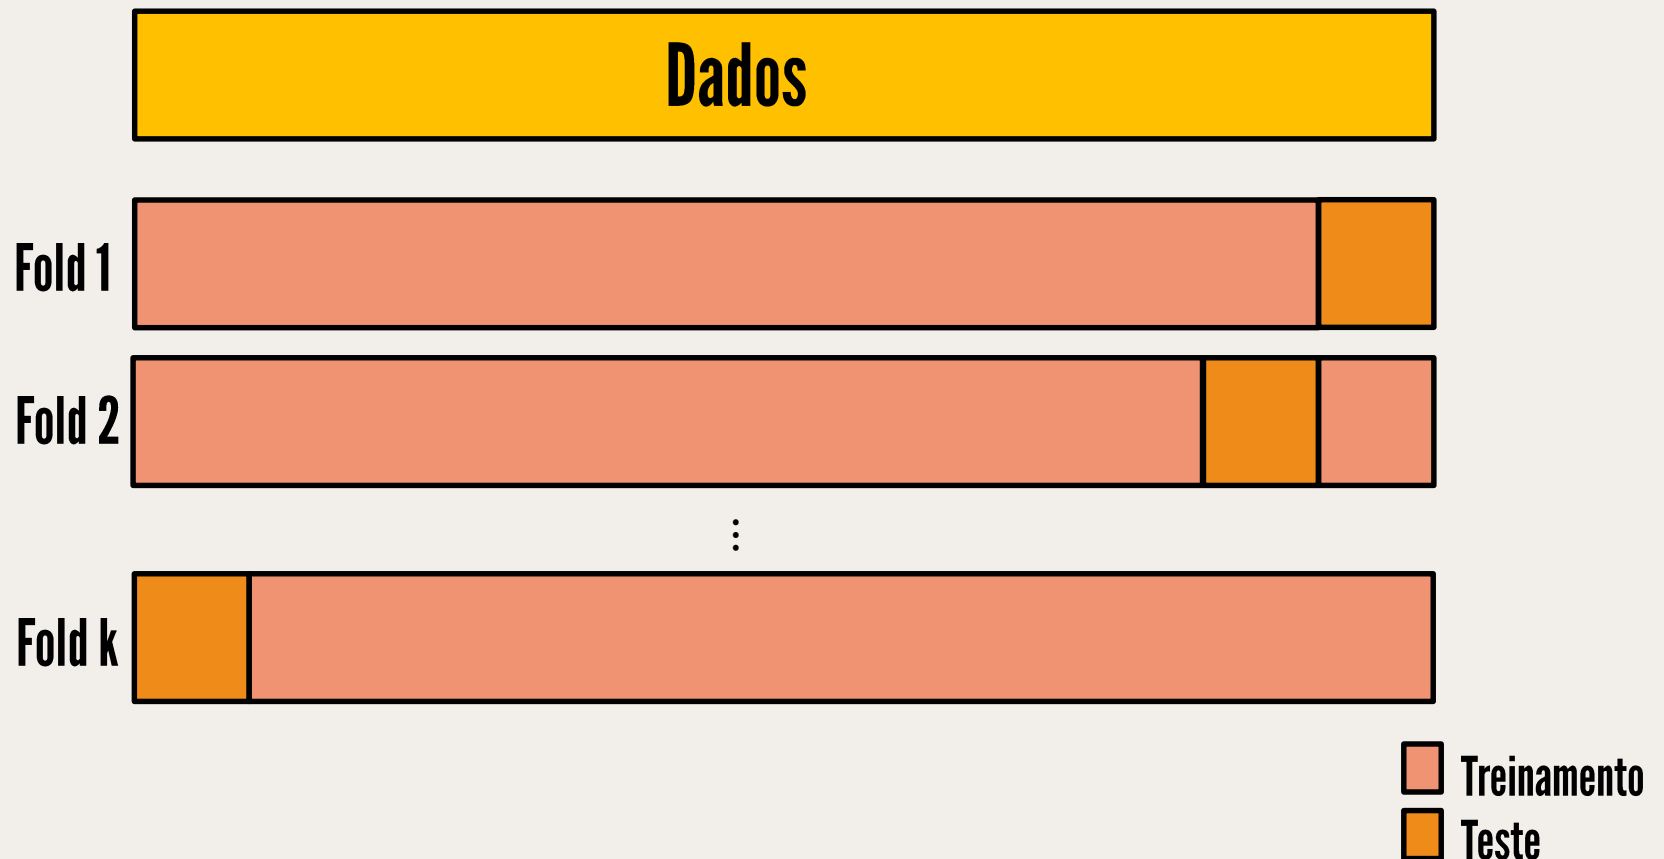 Dados
Fold 1
Fold 2
⋮
Fold k
Treinamento
Teste